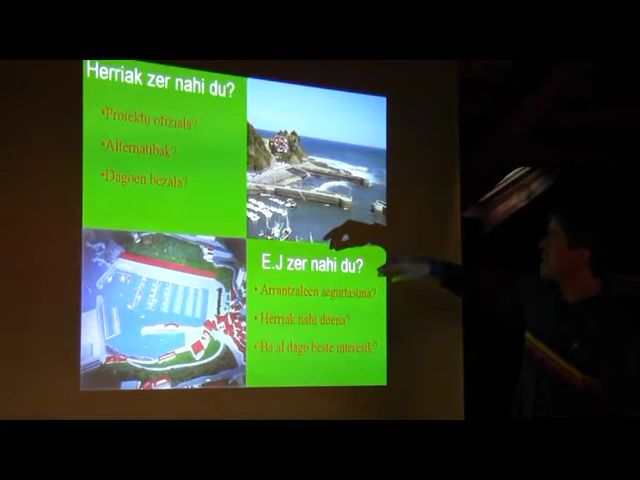 Herriak zer nahi du?
•Proiektu ofiziala?
•Alternatibak?
•Dagoen bezala?
E.J zer nahi du?
• Arrantzaleen segurtasuna?
• Herriak nahi duena?
• Ba al dago beste interesik?